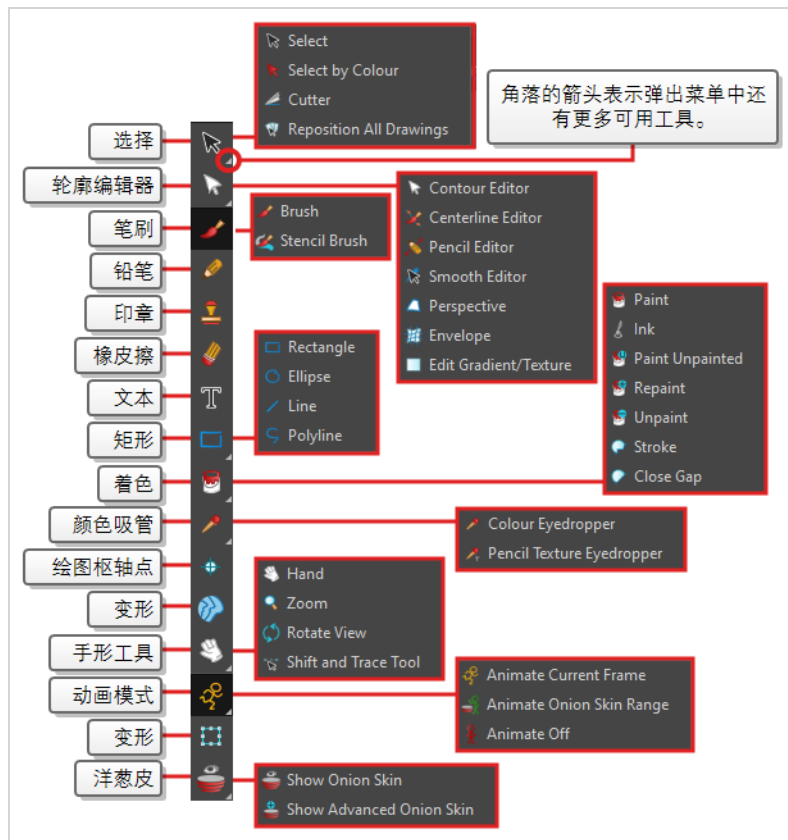 Select
Select by Colour
Cutter
Reposition All Drawings
角落的箭头表示弹出菜单中还
有更多可用工具。
选择
轮廓编辑器
Contour Editor
Centerline Editor
Pencil Editor
Smooth Editor
Perspective
Envelope
Edit Gradient/Texture
笔刷
Brush
Stencil Brush
铅笔
印章
橡皮擦
文本
矩形
Rectangle
Ellipse
Line
Polyline
着色
Paint
Ink
Paint Unpainted
Repaint
Unpaint
Stroke
Close Gap
颜色吸管
Colour Eyedropper
Pencil Texture Eyedropper
绘图枢轴点
变形
手形工具
Hand
Zoom
Rotate View
Shift and Trace Tool
动画模式
Animate Current Frame
Animate Onion Skin Range
Animate Off
变形
洋葱皮
Show Onion Skin
Show Advanced Onion Skin